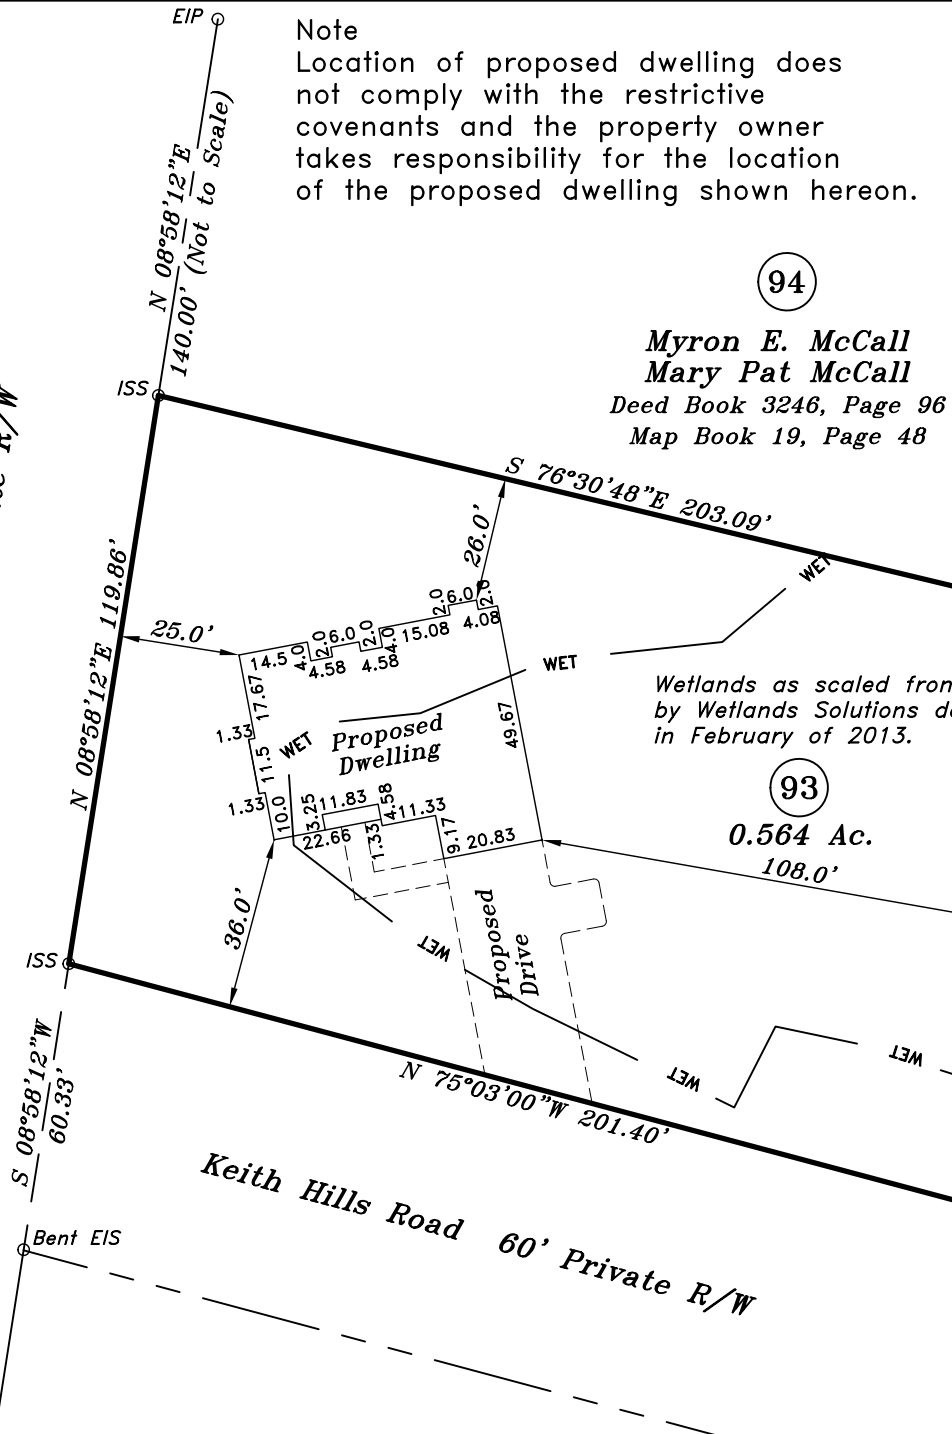 EIP
Note
Location of proposed dwelling does
not comply with the restrictive
covenants and the property owner
takes responsibility for the location
of the proposed dwelling shown hereon.
N 08°58'12"E
140.00' (Not to Scale)
94
Myron E. McCall
Mary Pat McCall
Deed Book 3246, Page 96
Map Book 19, Page 48
ISS
R/W
S 76°30'48"E 203.09'
26.0'
WET
N 08°58'12"E 119.86'
25.0'
14.5
4.0
2.0
4.58
6.0
2.0
4.58
4.0
15.08
2.0
6.0
2.0
4.08
WET
Wetlands as scaled from
by Wetlands Solutions
in February of 2013.
17.67
1.33
11.5
WET
Proposed
Dwelling
49.67
93
0.564 Ac.
108.0'
1.33
10.0
3.25
11.83
4.58
11.33
22.66
1.33
9.17
20.83
36.0'
WET
Proposed
Drive
ISS
WET
WET
N 75°03'00"W 201.40'
S 08°58'12"W
60.33'
Keith Hills Road 60' Private R/W
Bent EIS